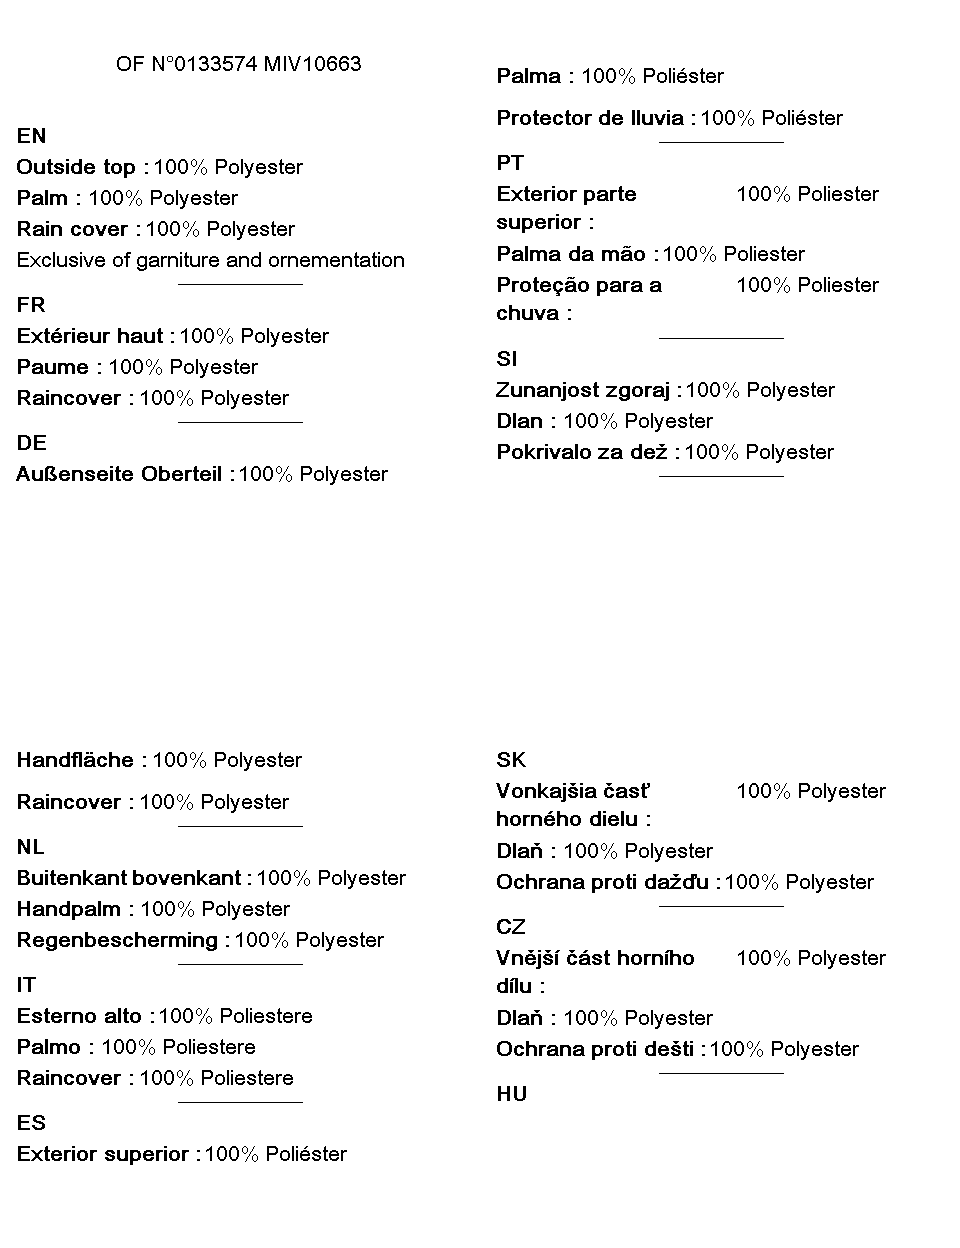 OF N°0133574 MIV10663
EN
Outside top : 100% Polyester
Palm : 100% Polyester
Rain cover : 100% Polyester
Exclusive of garniture and ornementation
FR
Extérieur haut : 100% Polyester
Paume : 100% Polyester
Raincover : 100% Polyester
DE
Außenseite Oberteil : 100% Polyester
Handfläche : 100% Polyester
Raincover : 100% Polyester
NL
Buitenkant bovenkant : 100% Polyester
Handpalm : 100% Polyester
Regenbescherming : 100% Polyester
IT
Esterno alto : 100% Poliestere
Palmo : 100% Poliestere
Raincover : 100% Poliestere
ES
Exterior superior : 100% Poliéster
Palma : 100% Poliéster
Protector de lluvia : 100% Poliéster
PT
Exterior parte 100% Poliester
superior :
Palma da mão : 100% Poliester
Proteção para a 100% Poliester
chuva :
SI
Zunanjost zgoraj : 100% Polyester
Dlan : 100% Polyester
Pokrivalo za dež : 100% Polyester
SK
Vonkajšia časť 100% Polyester
horného dielu :
Dlaň : 100% Polyester
Ochrana proti dažďu : 100% Polyester
CZ
Vnější část horního 100% Polyester
dílu :
Dlaň : 100% Polyester
Ochrana proti dešti : 100% Polyester
HU